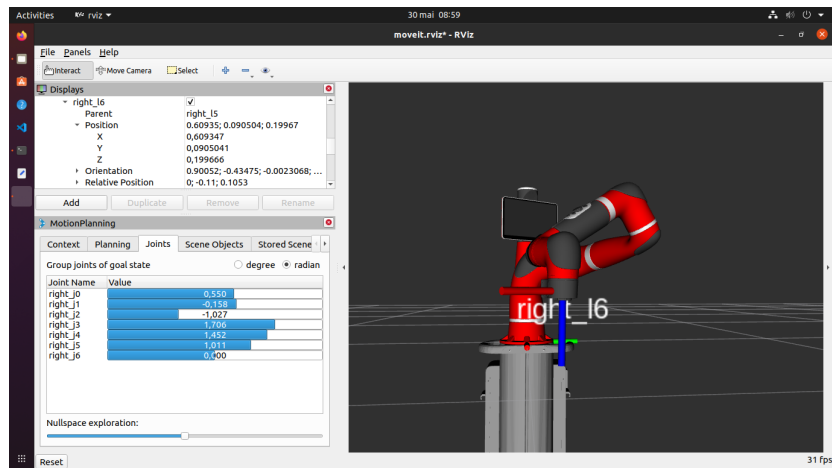 Activities rviz 30 mai 08:59
moveit.rviz* - RViz
File Panels Help
Interact Move Camera Select
Displays
right_l6
Parent right_l5
Position 0.60935; 0.090504; 0.19967
X 0,609347
Y 0,0905041
Z 0,199666
Orientation 0.90052; -0.43475; -0.0023068; ...
Relative Position 0; -0.11; 0.1053
Add Duplicate Remove Rename
MotionPlanning
Context Planning Joints Scene Objects Stored Scene
Group joints of goal state degree radian
Joint Name Value
right_j0 0,550
right_j1 -0,158
right_j2 -1,027
right_j3 1,706
right_j4 1,452
right_j5 1,011
right_j6 0,000
Nullspace exploration:
Reset
right_l6
31 fps